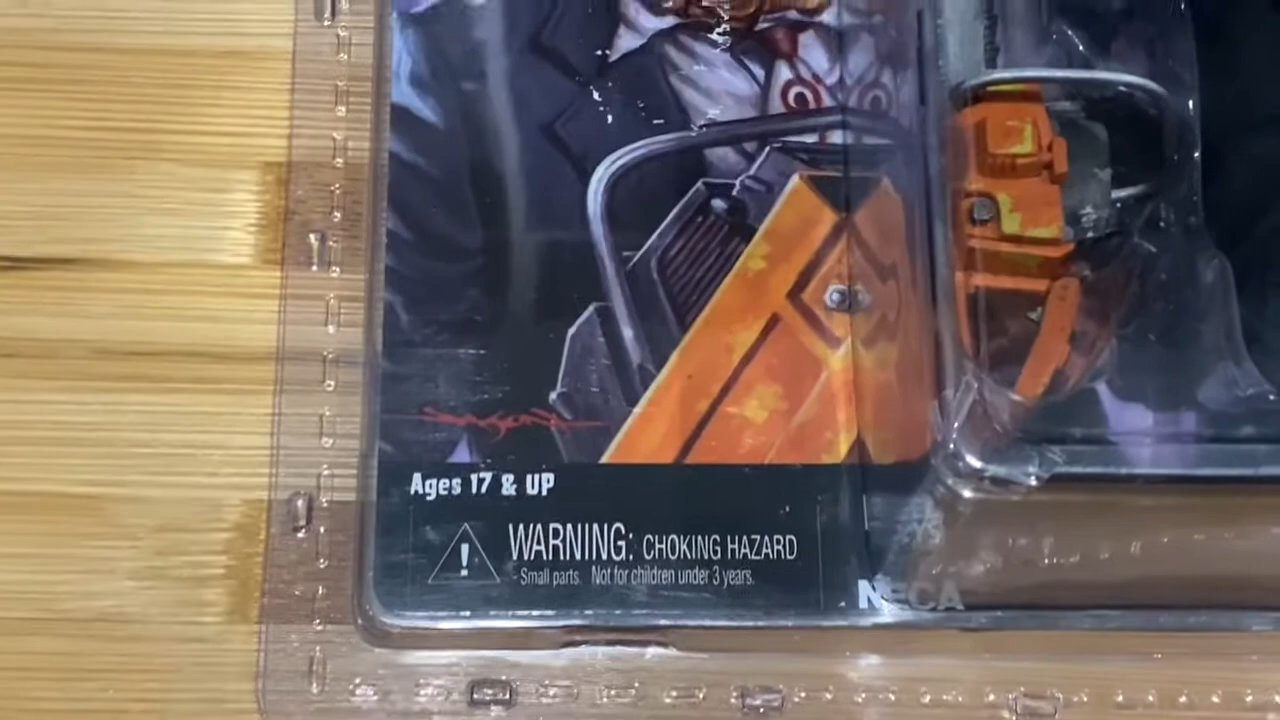 Ages 17 & UP
WARNING: CHOKING HAZARD
- Small parts. Not for children under 3 years.
NECA